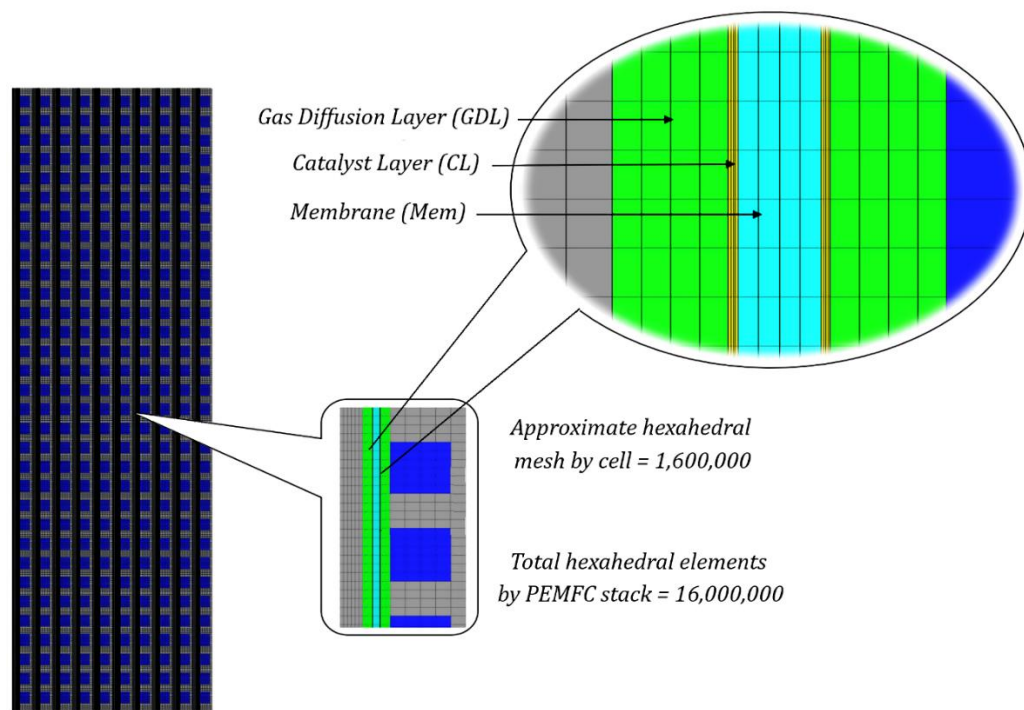 Gas Diffusion Layer (GDL)
Catalyst Layer (CL)
Membrane (Mem)
Approximate hexahedral
mesh by cell = 1,600,000
Total hexahedral elements
by PEMFC stack = 16,000,000